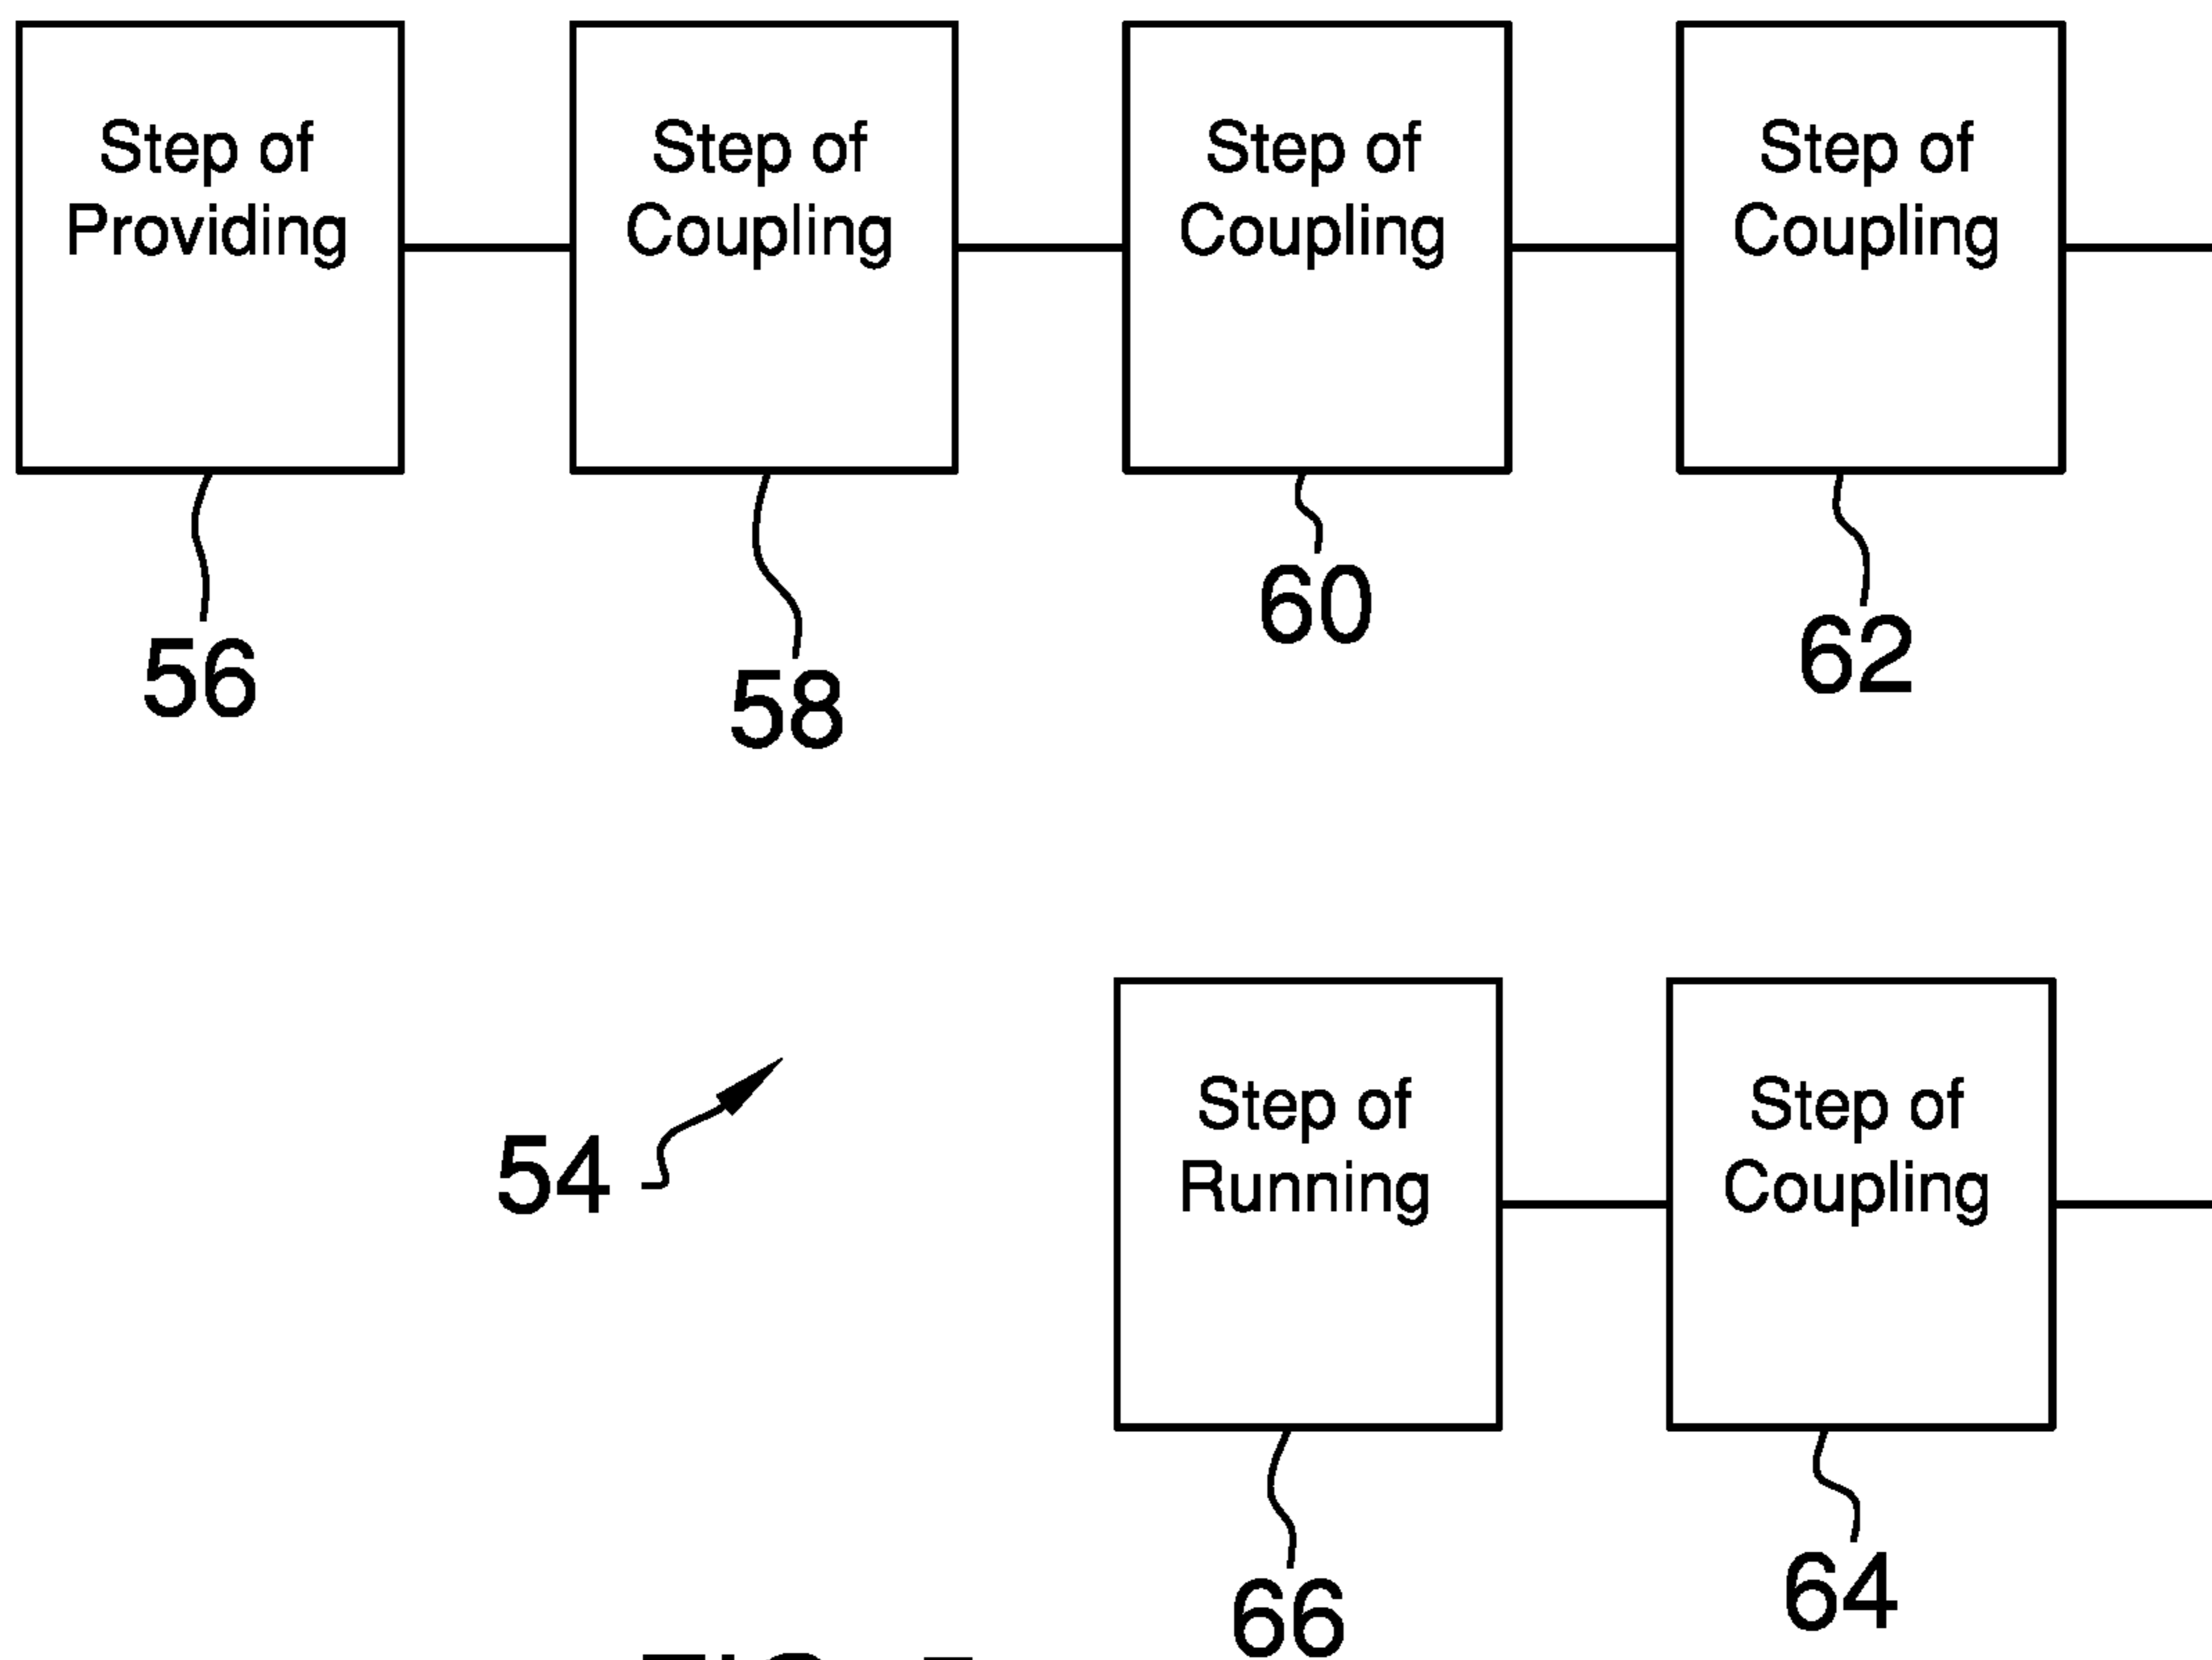 Step of
Providing
Step of
Coupling
Step of
Coupling
Step of
Coupling
56
58
60
62
54
Step of
Running
Step of
Coupling
66
64